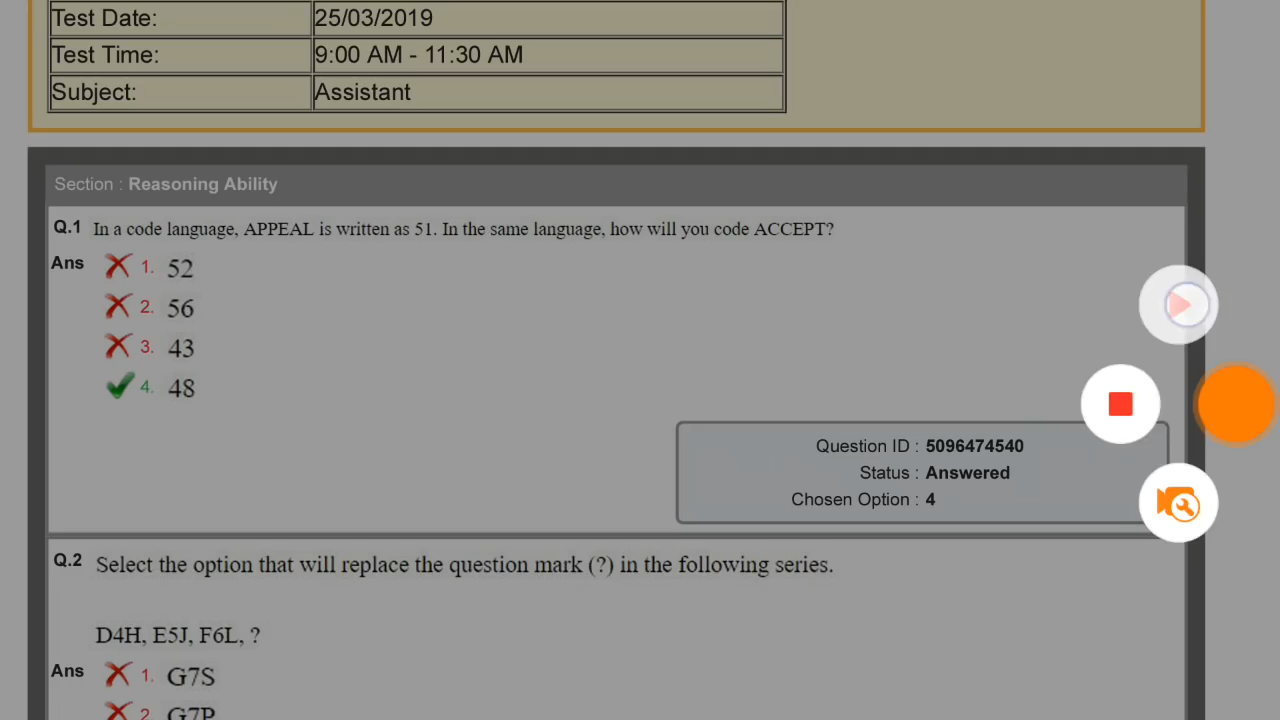 Test Date: 25/03/2019
Test Time: 9:00 AM - 11:30 AM
Subject: Assistant
Section : Reasoning Ability
Q.1 In a code language, APPEAL is written as 51. In the same language, how will you code ACCEPT?
Ans 1. 52
2. 56
3. 43
4. 48
Question ID : 5096474540
Status : Answered
Chosen Option : 4
Q.2 Select the option that will replace the question mark (?) in the following series.
D4H, E5J, F6L, ?
Ans 1. G7S
2. G7P